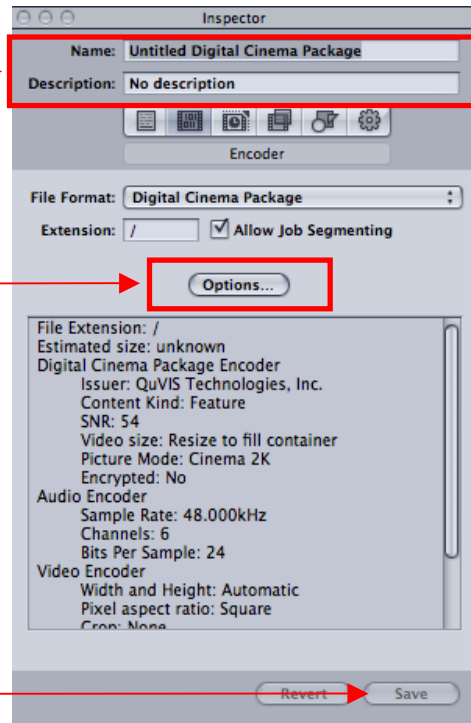 Inspector
Name: Untitled Digital Cinema Package
Description: No description
Encoder
File Format: Digital Cinema Package
Extension: / Allow Job Segmenting
Options...
File Extension: /
Estimated size: unknown
Digital Cinema Package Encoder
Issuer: QuVIS Technologies, Inc.
Content Kind: Feature
SNR: 54
Video size: Resize to fill container
Picture Mode: Cinema 2K
Encrypted: No
Audio Encoder
Sample Rate: 48.000kHz
Channels: 6
Bits Per Sample: 24
Video Encoder
Width and Height: Automatic
Pixel aspect ratio: Square
Crop: None
Revert Save